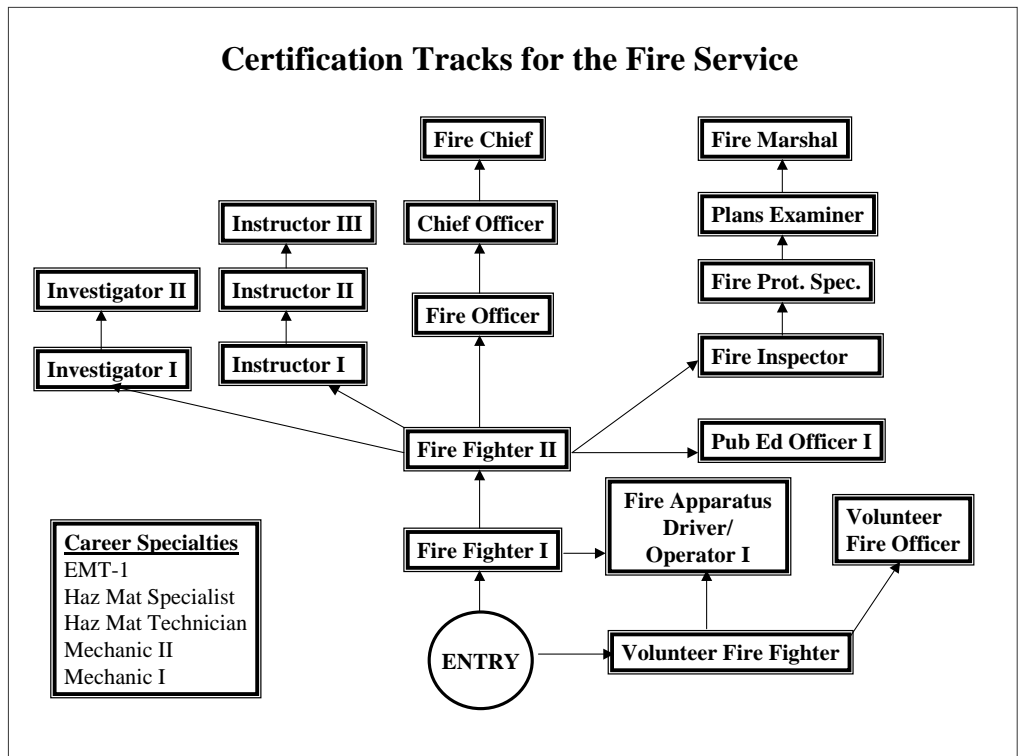 Certification Tracks for the Fire Service
Fire Chief
Fire Marshal
Instructor III
Chief Officer
Plans Examiner
Investigator II
Instructor II
Fire Officer
Fire Prot. Spec.
Investigator I
Instructor I
Fire Inspector
Fire Fighter II
Pub Ed Officer I
Fire Fighter I
Fire Apparatus
Driver/
Operator I
Volunteer
Fire Officer
Career Specialties
EMT-1
Haz Mat Specialist
Haz Mat Technician
Mechanic II
Mechanic I
ENTRY
Volunteer Fire Fighter